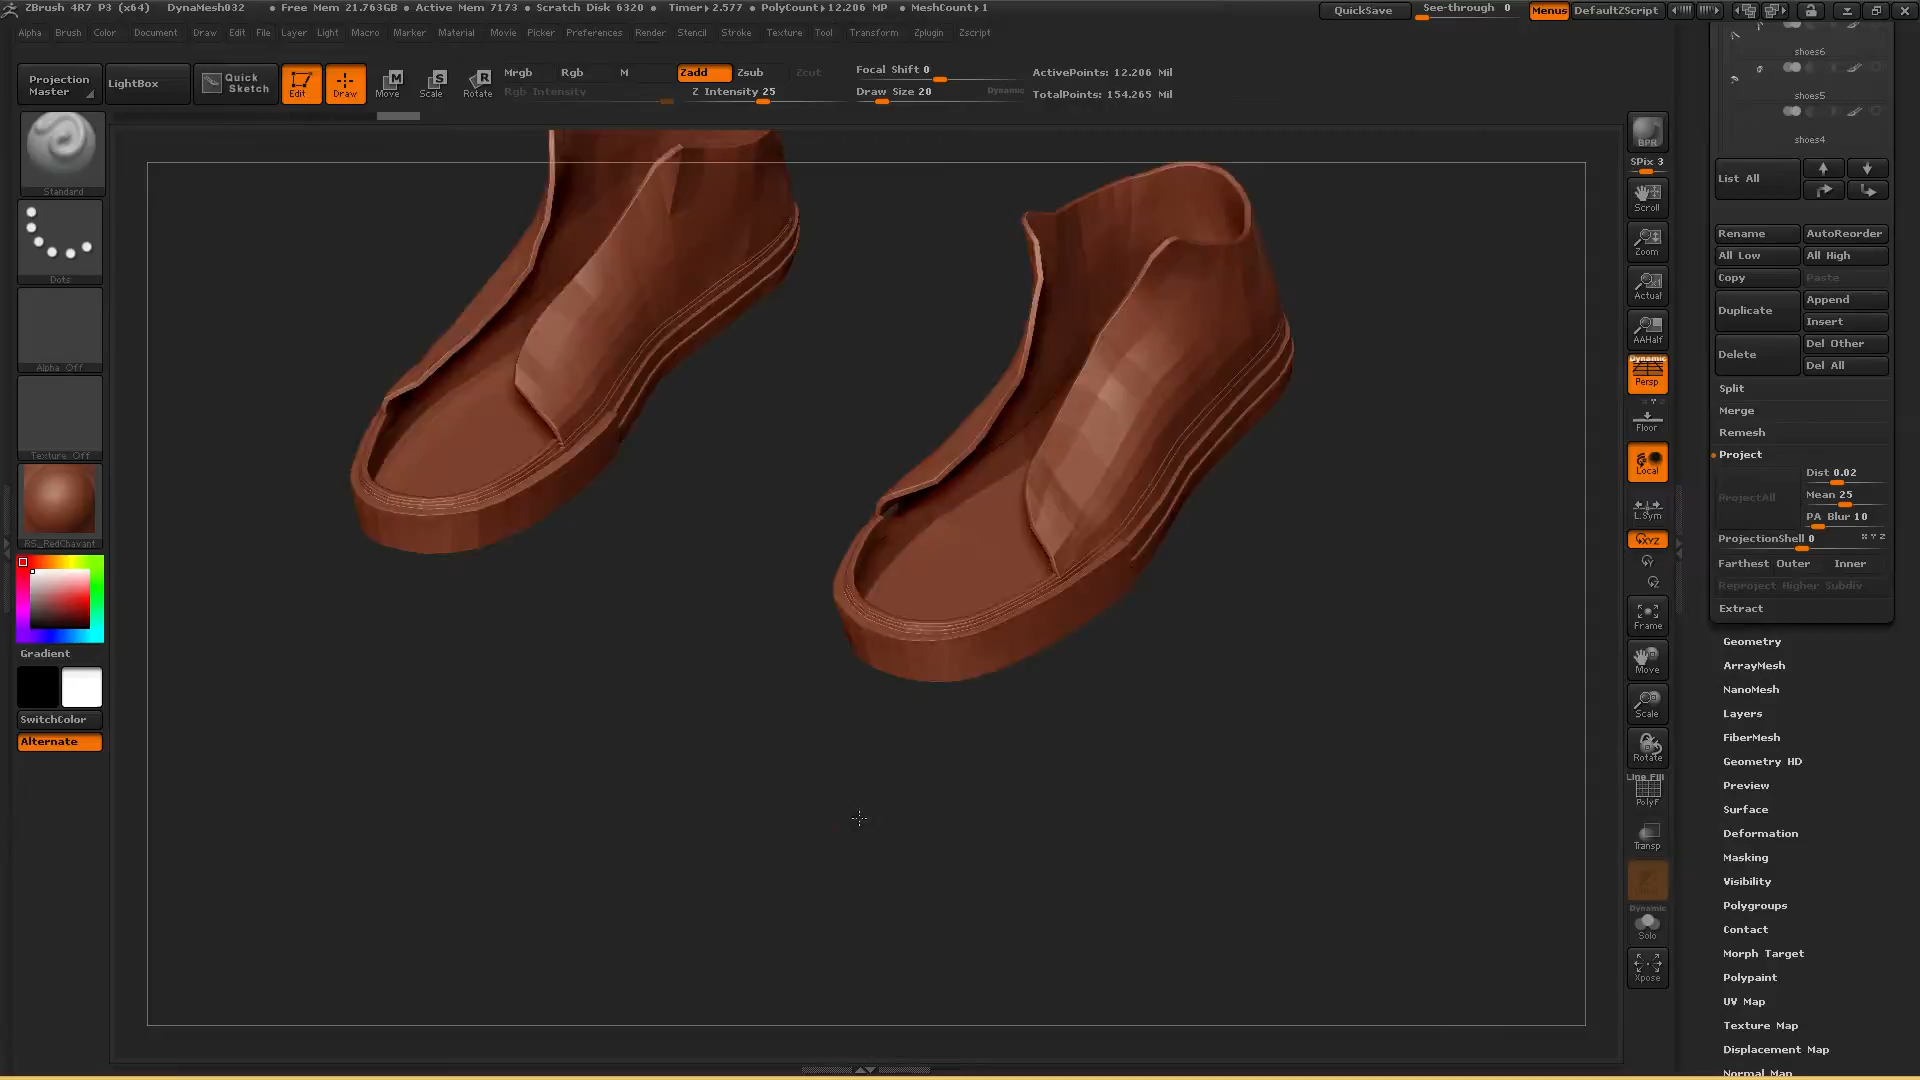 ZBrush 4R7 P3 (x64) DynaMesh032 • Free Mem 21.763GB • Active Mem 7173 • Scratch Disk 6320 • Timer▸2.577 • PolyCount▸12.206 MP • MeshCount▸1
QuickSave See-through 0 Menus DefaultZScript
Alpha Brush Color Document Draw Edit File Layer Light Macro Marker Material Movie Picker Preferences Render Stencil Stroke Texture Tool Transform Zplugin Zscript
Projection Master
LightBox
Quick Sketch
Edit
Draw
Move
Scale
Rotate
Mrgb Rgb M
Rgb Intensity
Zadd Zsub Zcut
Z Intensity 25
Focal Shift 0
Draw Size 20
Dynamic
ActivePoints: 12.206 Mil
TotalPoints: 154.265 Mil
Standard
Dots
Alpha Off
Texture Off
RS_RedChavant
Gradient
SwitchColor
Alternate
BPR
SPix 3
Scroll
Zoom
Actual
AAHalf
Dynamic
Persp
Floor
Local
L.Sym
XYZ
Frame
Move
Scale
Rotate
Line Fill
PolyF
Transp
Dynamic
Solo
Xpose
shoes6
shoes5
shoes4
List All
Rename AutoReorder
All Low All High
Copy Paste
Duplicate Append
Insert
Delete Del Other
Del All
Split
Merge
Remesh
Project
ProjectAll Dist 0.02
Mean 25
PA Blur 10
ProjectionShell 0 X Y Z
Farthest Outer Inner
Reproject Higher Subdiv
Extract
Geometry
ArrayMesh
NanoMesh
Layers
FiberMesh
Geometry HD
Preview
Surface
Deformation
Masking
Visibility
Polygroups
Contact
Morph Target
Polypaint
UV Map
Texture Map
Displacement Map
Normal Map